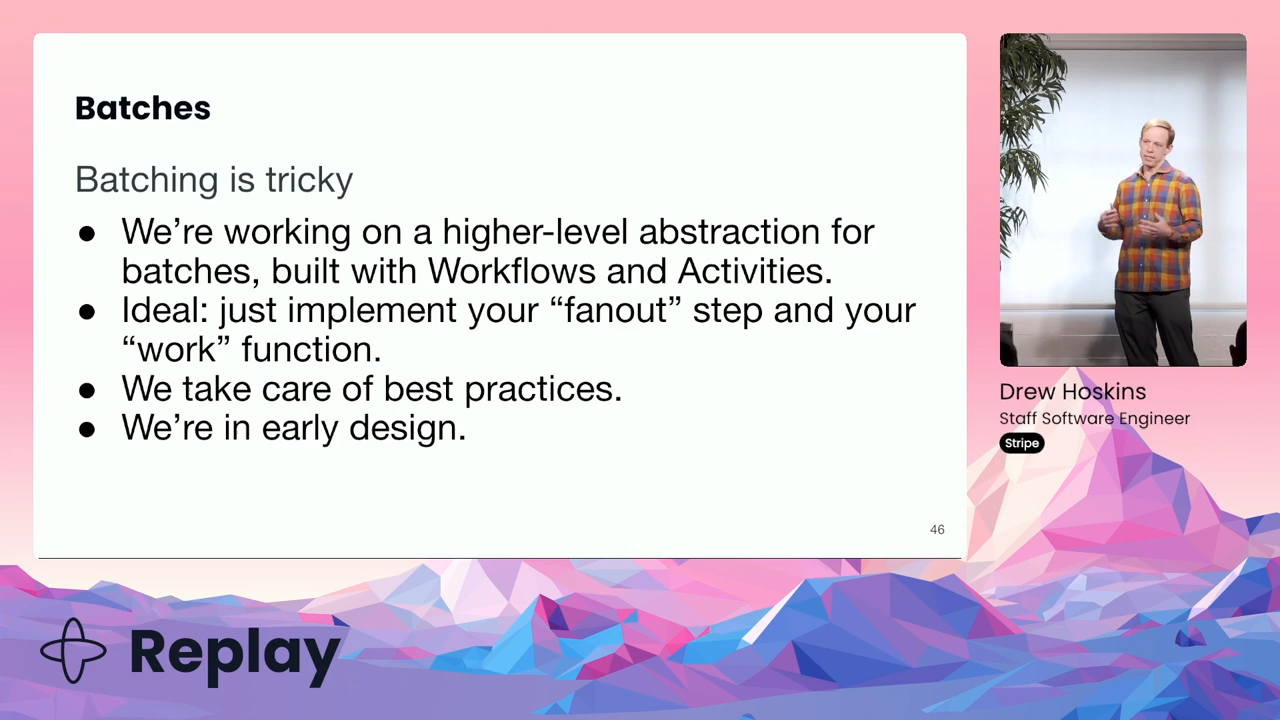 Batches
Batching is tricky
● We’re working on a higher-level abstraction for
batches, built with Workflows and Activities.
● Ideal: just implement your “fanout” step and your
“work” function.
● We take care of best practices.
● We’re in early design.
46
Drew Hoskins
Staff Software Engineer
Stripe
Replay